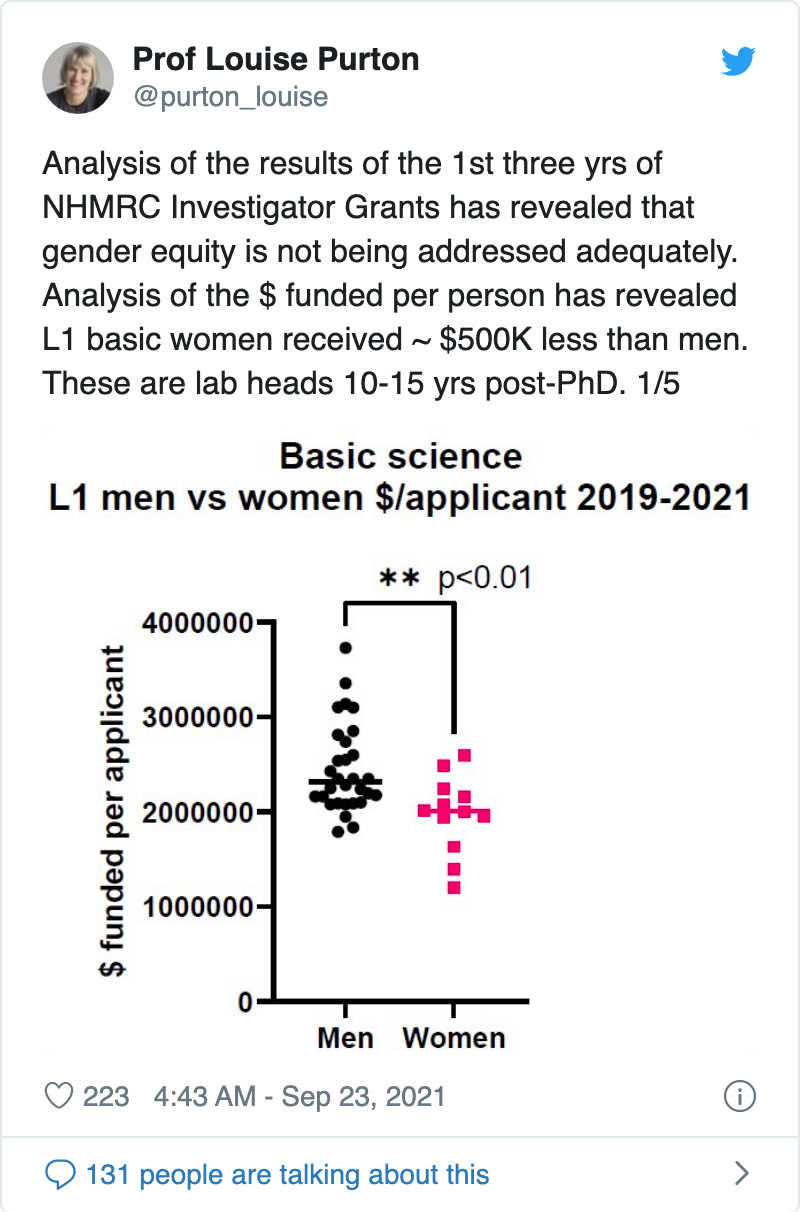 Prof Louise Purton
@purton_louise
Analysis of the results of the 1st three yrs of
NHMRC Investigator Grants has revealed that
gender equity is not being addressed adequately.
Analysis of the $ funded per person has revealed
L1 basic women received ~ $500K less than men.
These are lab heads 10-15 yrs post-PhD. 1/5
Basic science
L1 men vs women $/applicant 2019-2021
** p<0.01
$ funded per applicant
4000000
3000000
2000000
1000000
0
Men Women
223 4:43 AM - Sep 23, 2021
131 people are talking about this